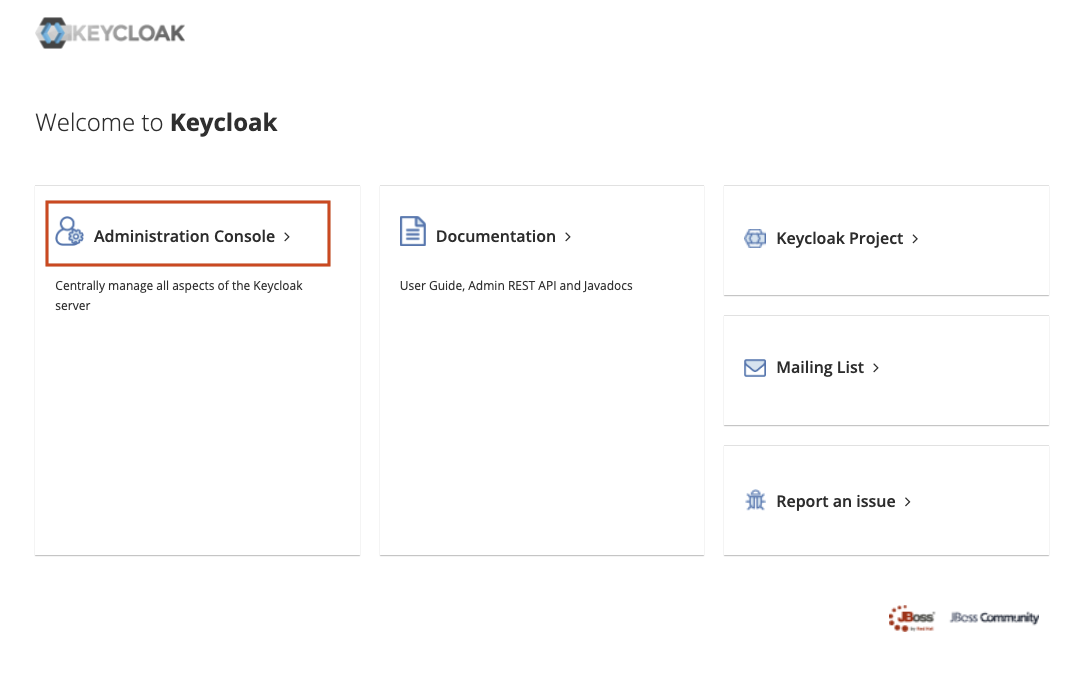 KEYCLOAK
Welcome to Keycloak
Administration Console
Centrally manage all aspects of the Keycloak
server
Documentation
User Guide, Admin REST API and Javadocs
Keycloak Project
Mailing List
Report an issue
JBoss
by Red Hat
JBoss Community